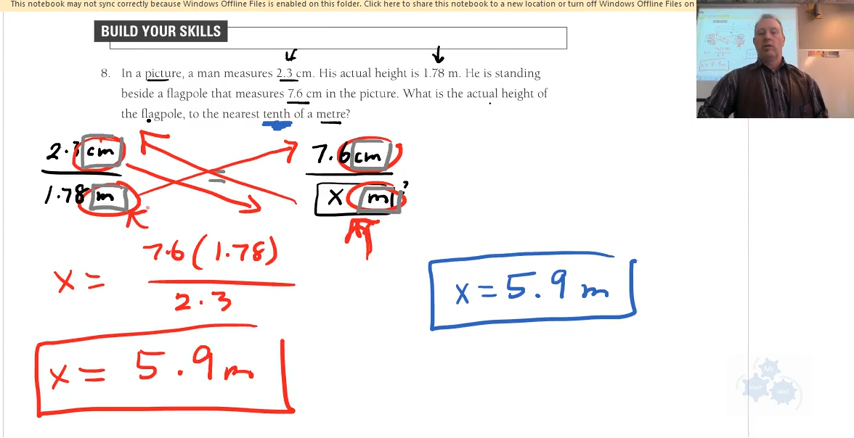 This notebook may not sync correctly because Windows Offline Files is enabled on this folder. Click here to share this notebook to a new location or turn off Windows Offline Files on
BUILD YOUR SKILLS
8. In a picture, a man measures 2.3 cm. His actual height is 1.78 m. He is standing
beside a flagpole that measures 7.6 cm in the picture. What is the actual height of
the flagpole, to the nearest tenth of a metre?
2.3 cm
1.78 m
=
7.6 cm
x m
x = 7.6 (1.78)
2.3
x = 5.9 m
x = 5.9 m